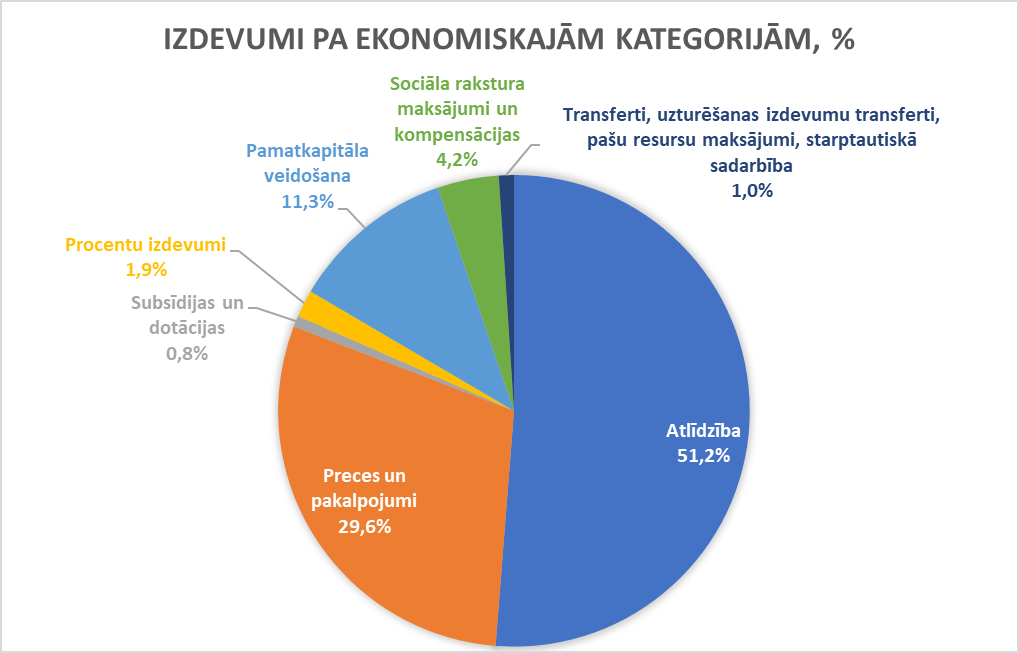 IZDEVUMI PA EKONOMISKAJĀM KATEGORIJĀM, %
Sociāla rakstura
maksājumi un
kompensācijas
4,2%
Transferti, uzturēšanas izdevumu transferti,
pašu resursu maksājumi, starptautiskā
sadarbība
1,0%
Pamatkapitāla
veidošana
11,3%
Procentu izdevumi
1,9%
Subsīdijas un
dotācijas
0,8%
Atlīdzība
51,2%
Preces un
pakalpojumi
29,6%